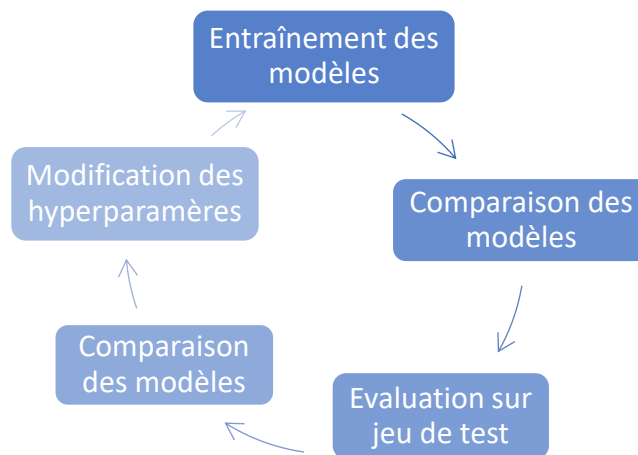 Entraînement des
modèles
Comparaison des
modèles
Evaluation sur
jeu de test
Comparaison
des modèles
Modification des
hyperparamères